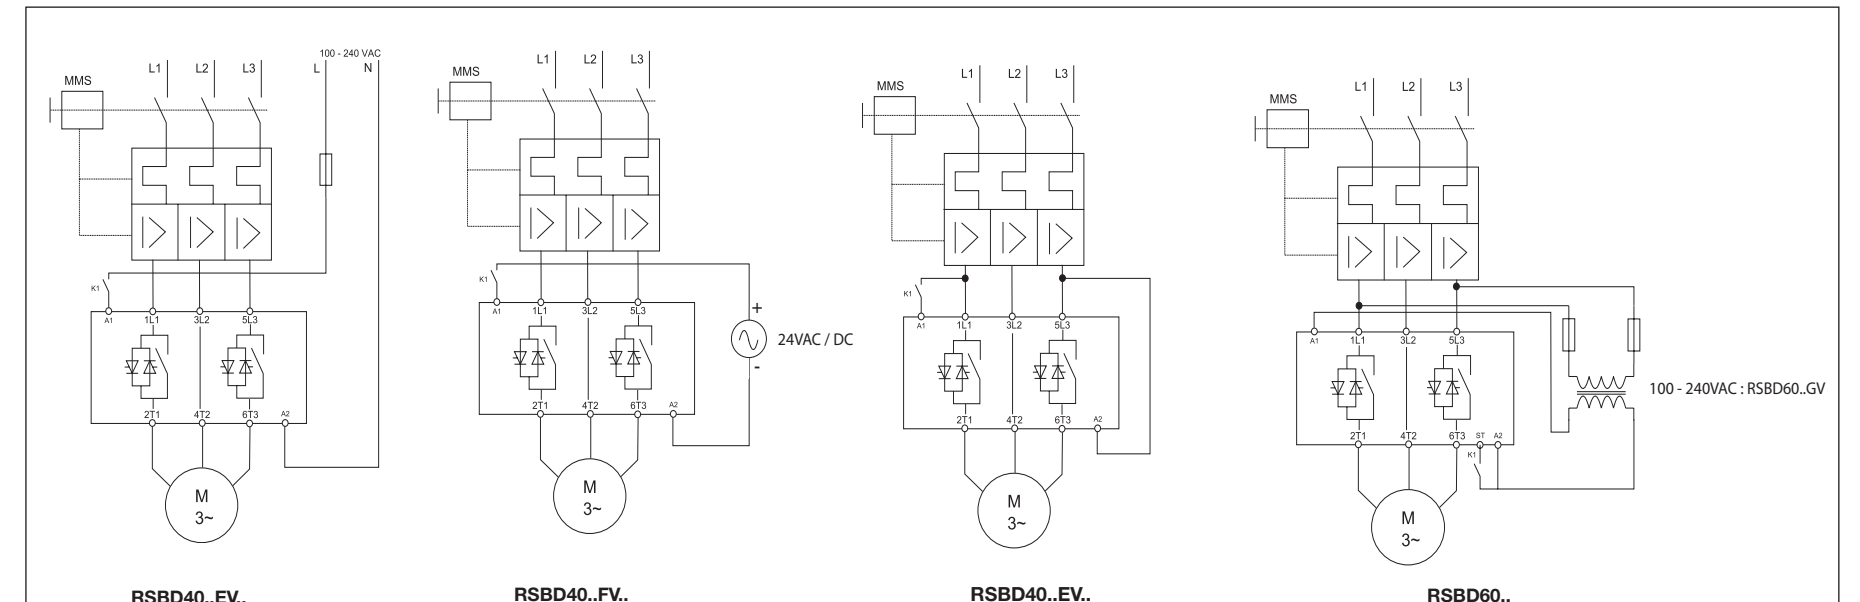 100 - 240 VAC
L1 L2 L3 L N
MMS
K1
A1 1L1 3L2 5L3
2T1 4T2 6T3 A2
M
3~
RSBD40..EV..
L1 L2 L3
MMS
K1
A1 1L1 3L2 5L3
+
24VAC / DC
-
2T1 4T2 6T3 A2
M
3~
RSBD40..FV..
L1 L2 L3
MMS
K1
A1 1L1 3L2 5L3
2T1 4T2 6T3 A2
M
3~
RSBD40..EV..
L1 L2 L3
MMS
A1 1L1 3L2 5L3
100 - 240VAC : RSBD60..GV
2T1 4T2 6T3 ST A2
K1
M
3~
RSBD60..